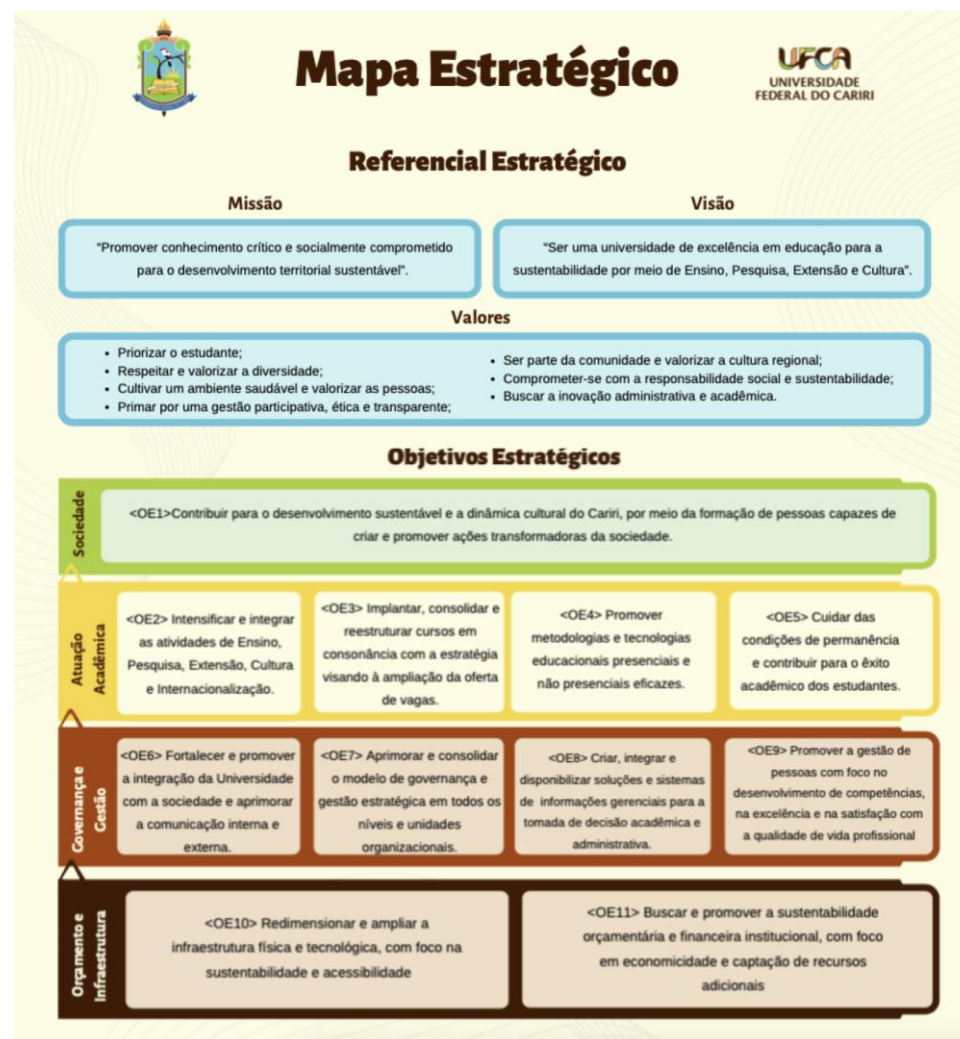 Mapa Estratégico
UFCA
UNIVERSIDADE
FEDERAL DO CARIRI
Referencial Estratégico
Missão
"Promover conhecimento crítico e socialmente comprometido
para o desenvolvimento territorial sustentável".
Visão
"Ser uma universidade de excelência em educação para a
sustentabilidade por meio de Ensino, Pesquisa, Extensão e Cultura".
Valores
• Priorizar o estudante;
• Respeitar e valorizar a diversidade;
• Cultivar um ambiente saudável e valorizar as pessoas;
• Primar por uma gestão participativa, ética e transparente;
• Ser parte da comunidade e valorizar a cultura regional;
• Comprometer-se com a responsabilidade social e sustentabilidade;
• Buscar a inovação administrativa e acadêmica.
Objetivos Estratégicos
Sociedade
<OE1>Contribuir para o desenvolvimento sustentável e a dinâmica cultural do Cariri, por meio da formação de pessoas capazes de
criar e promover ações transformadoras da sociedade.
Atuação
Acadêmica
<OE2> Intensificar e integrar
as atividades de Ensino,
Pesquisa, Extensão, Cultura
e Internacionalização.
<OE3> Implantar, consolidar e
reestruturar cursos em
consonância com a estratégia
visando à ampliação da oferta
de vagas.
<OE4> Promover
metodologias e tecnologias
educacionais presenciais e
não presenciais eficazes.
<OE5> Cuidar das
condições de permanência
e contribuir para o êxito
acadêmico dos estudantes.
Governança e
Gestão
<OE6> Fortalecer e promover
a integração da Universidade
com a sociedade e aprimorar
a comunicação interna e
externa.
<OE7> Aprimorar e consolidar
o modelo de governança e
gestão estratégica em todos os
níveis e unidades
organizacionais.
<OE8> Criar, integrar e
disponibilizar soluções e sistemas
de informações gerenciais para a
tomada de decisão acadêmica e
administrativa.
<OE9> Promover a gestão de
pessoas com foco no
desenvolvimento de competências,
na excelência e na satisfação com
a qualidade de vida profissional
Orçamento e
Infraestrutura
<OE10> Redimensionar e ampliar a
infraestrutura física e tecnológica, com foco na
sustentabilidade e acessibilidade
<OE11> Buscar e promover a sustentabilidade
orçamentária e financeira institucional, com foco
em economicidade e captação de recursos
adicionais